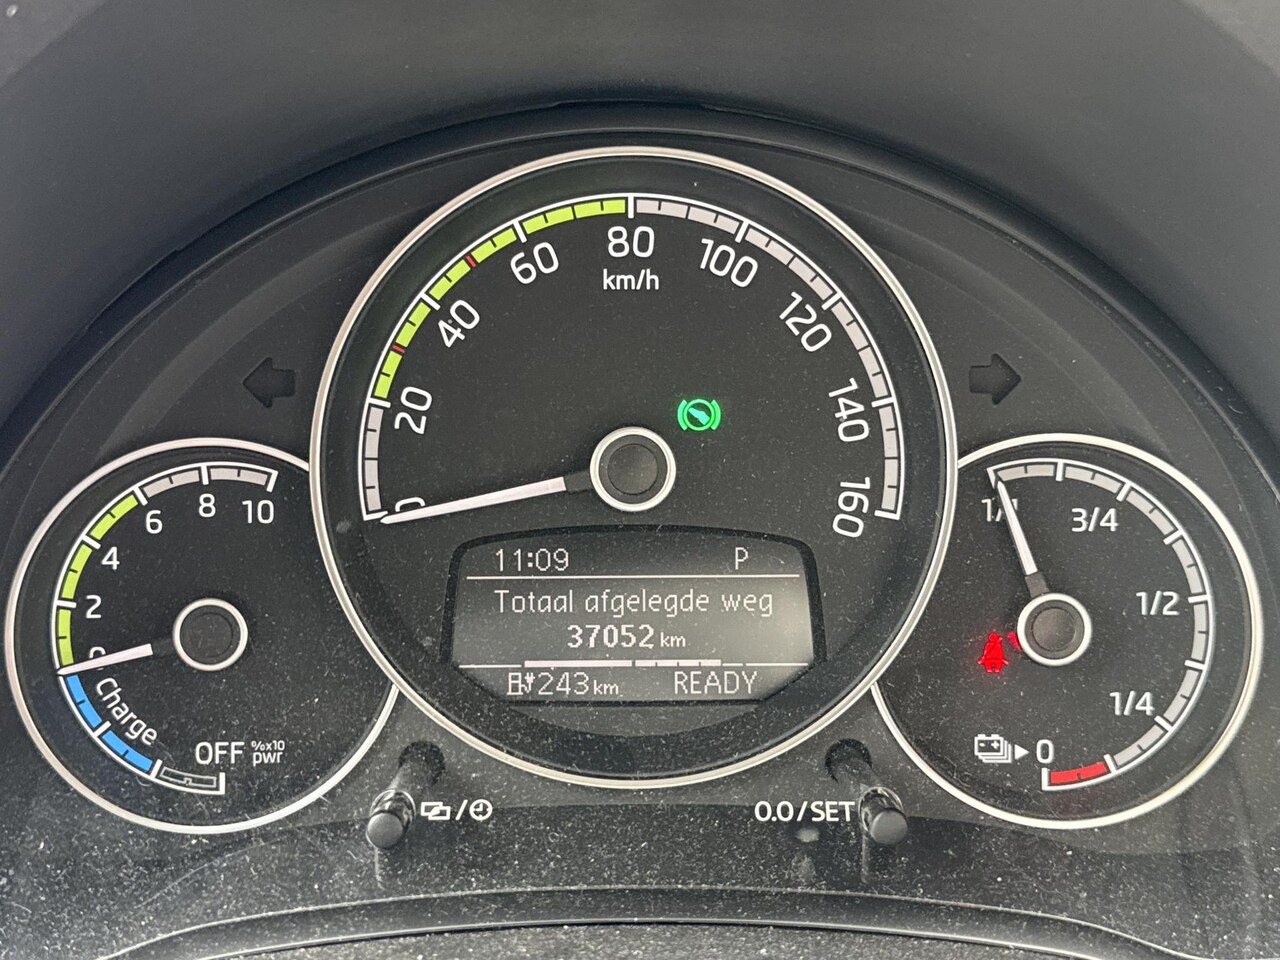 80
60
100
km/h
40
120
20
140
0
160
6
8
10
4
2
0
Charge
OFF %x10
pwr
1/1
3/4
1/2
1/4
0
11:09 P
Totaal afgelegde weg
37052 km
243 km READY
0.0/SET